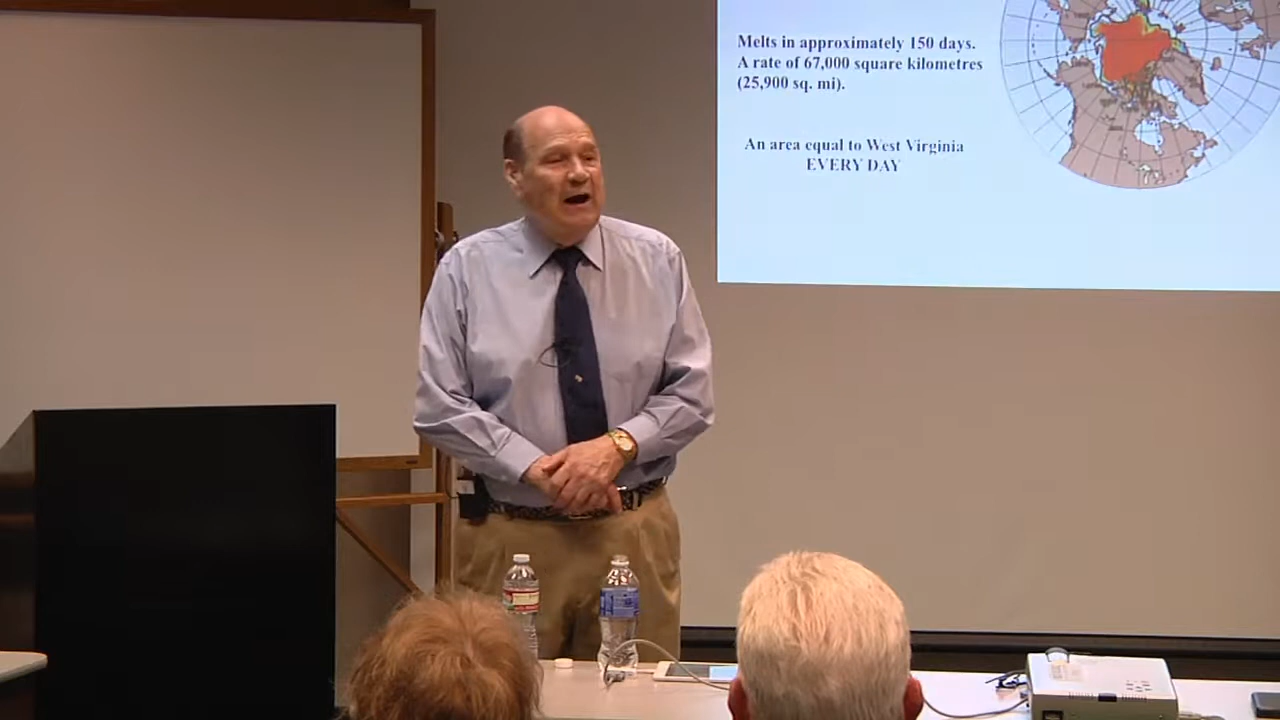 Melts in approximately 150 days.
A rate of 67,000 square kilometres
(25,900 sq. mi).
An area equal to West Virginia
EVERY DAY